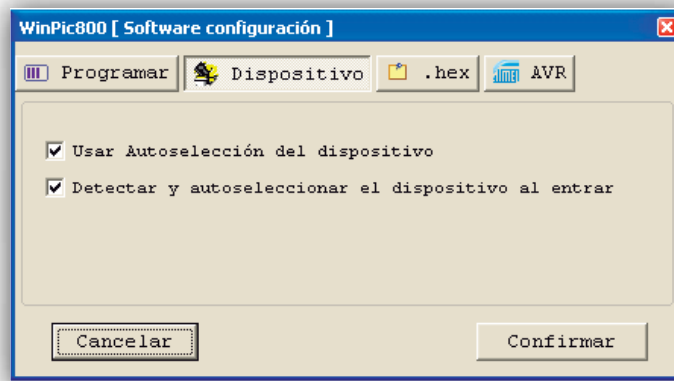 WinPic800 [ Software configuración ]
Programar Dispositivo .hex AVR
Usar Autoselección del dispositivo
Detectar y autoseleccionar el dispositivo al entrar
Cancelar Confirmar